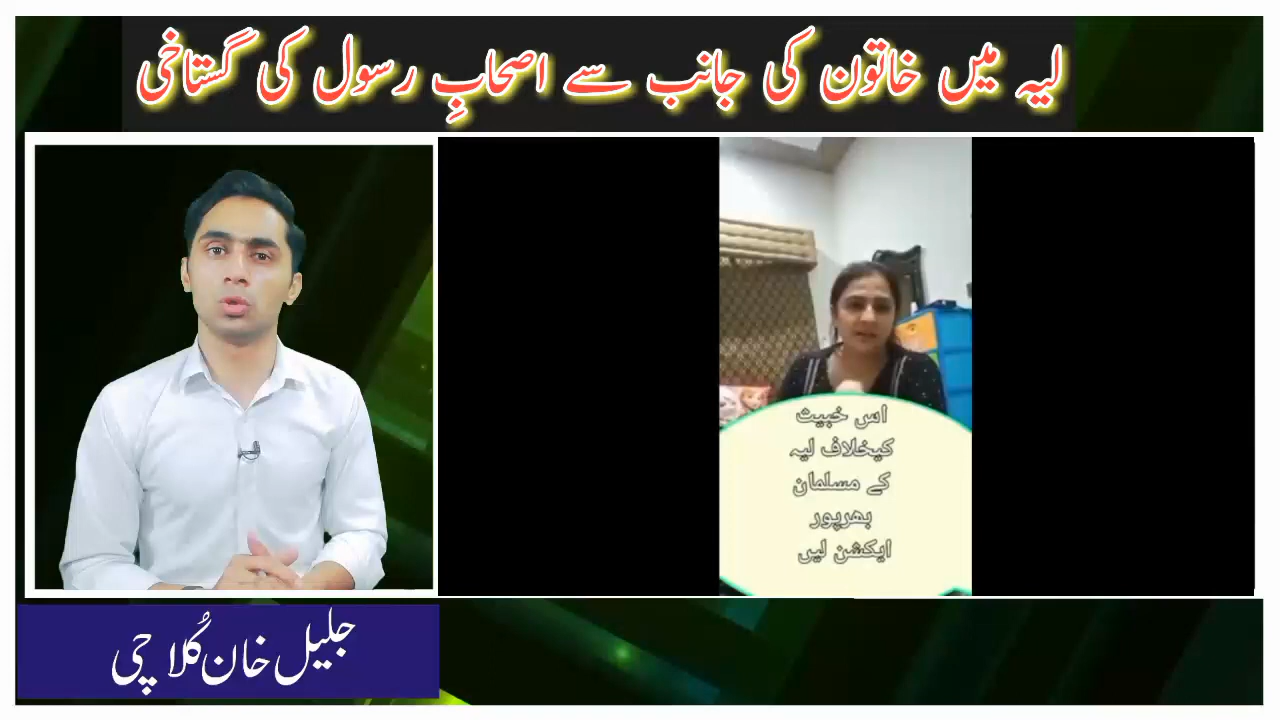 لیہ میں خاتون کی جانب سے اصحابِ رسول کی گستاخی
اس خبیث
کیخلاف لیہ
کے مسلمان
بھرپور
ایکشن لیں
جلیل خان کُلاچی